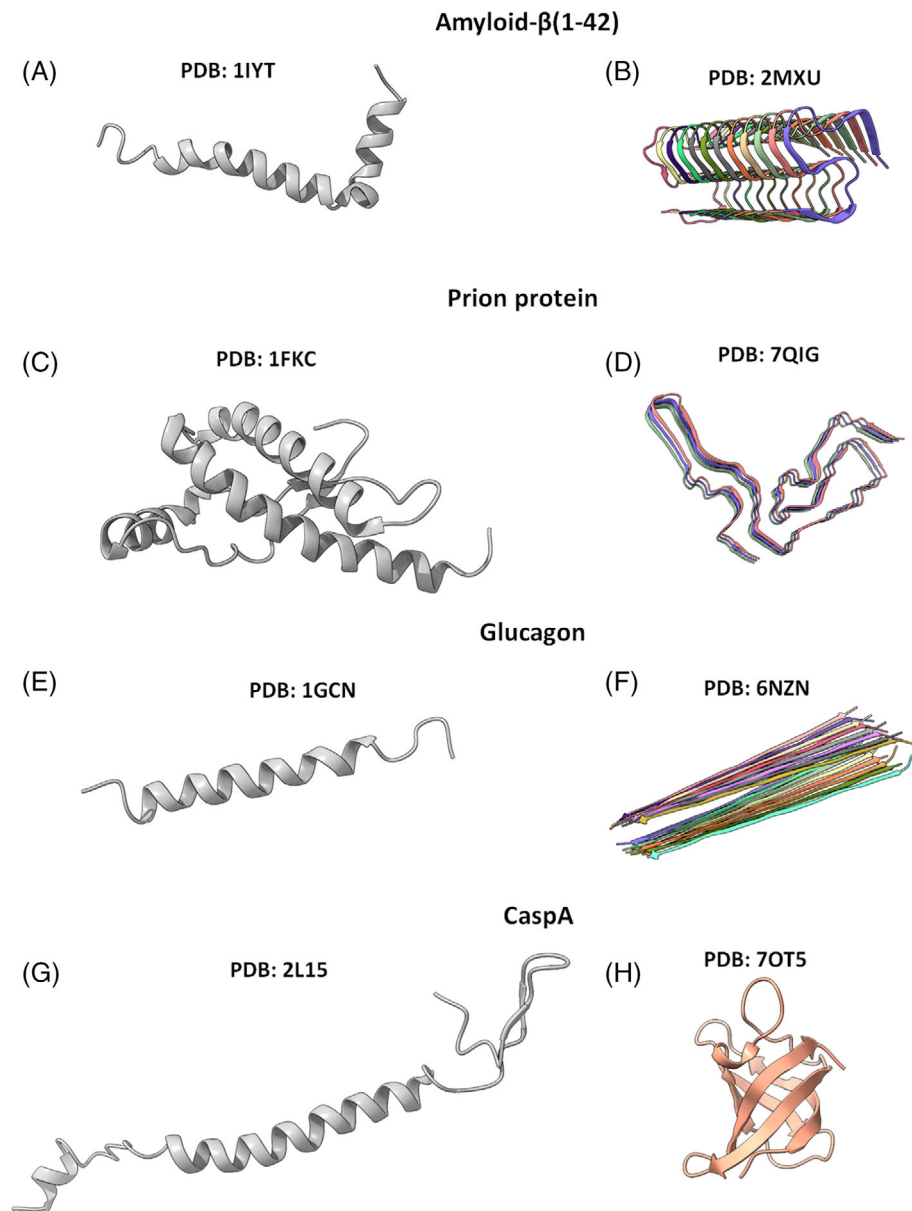 Amyloid-β(1-42)
(A)
PDB: 1IYT
(B)
PDB: 2MXU
Prion protein
(C)
PDB: 1FKC
(D)
PDB: 7QIG
Glucagon
(E)
PDB: 1GCN
(F)
PDB: 6NZN
CaspA
(G)
PDB: 2L15
(H)
PDB: 7OT5